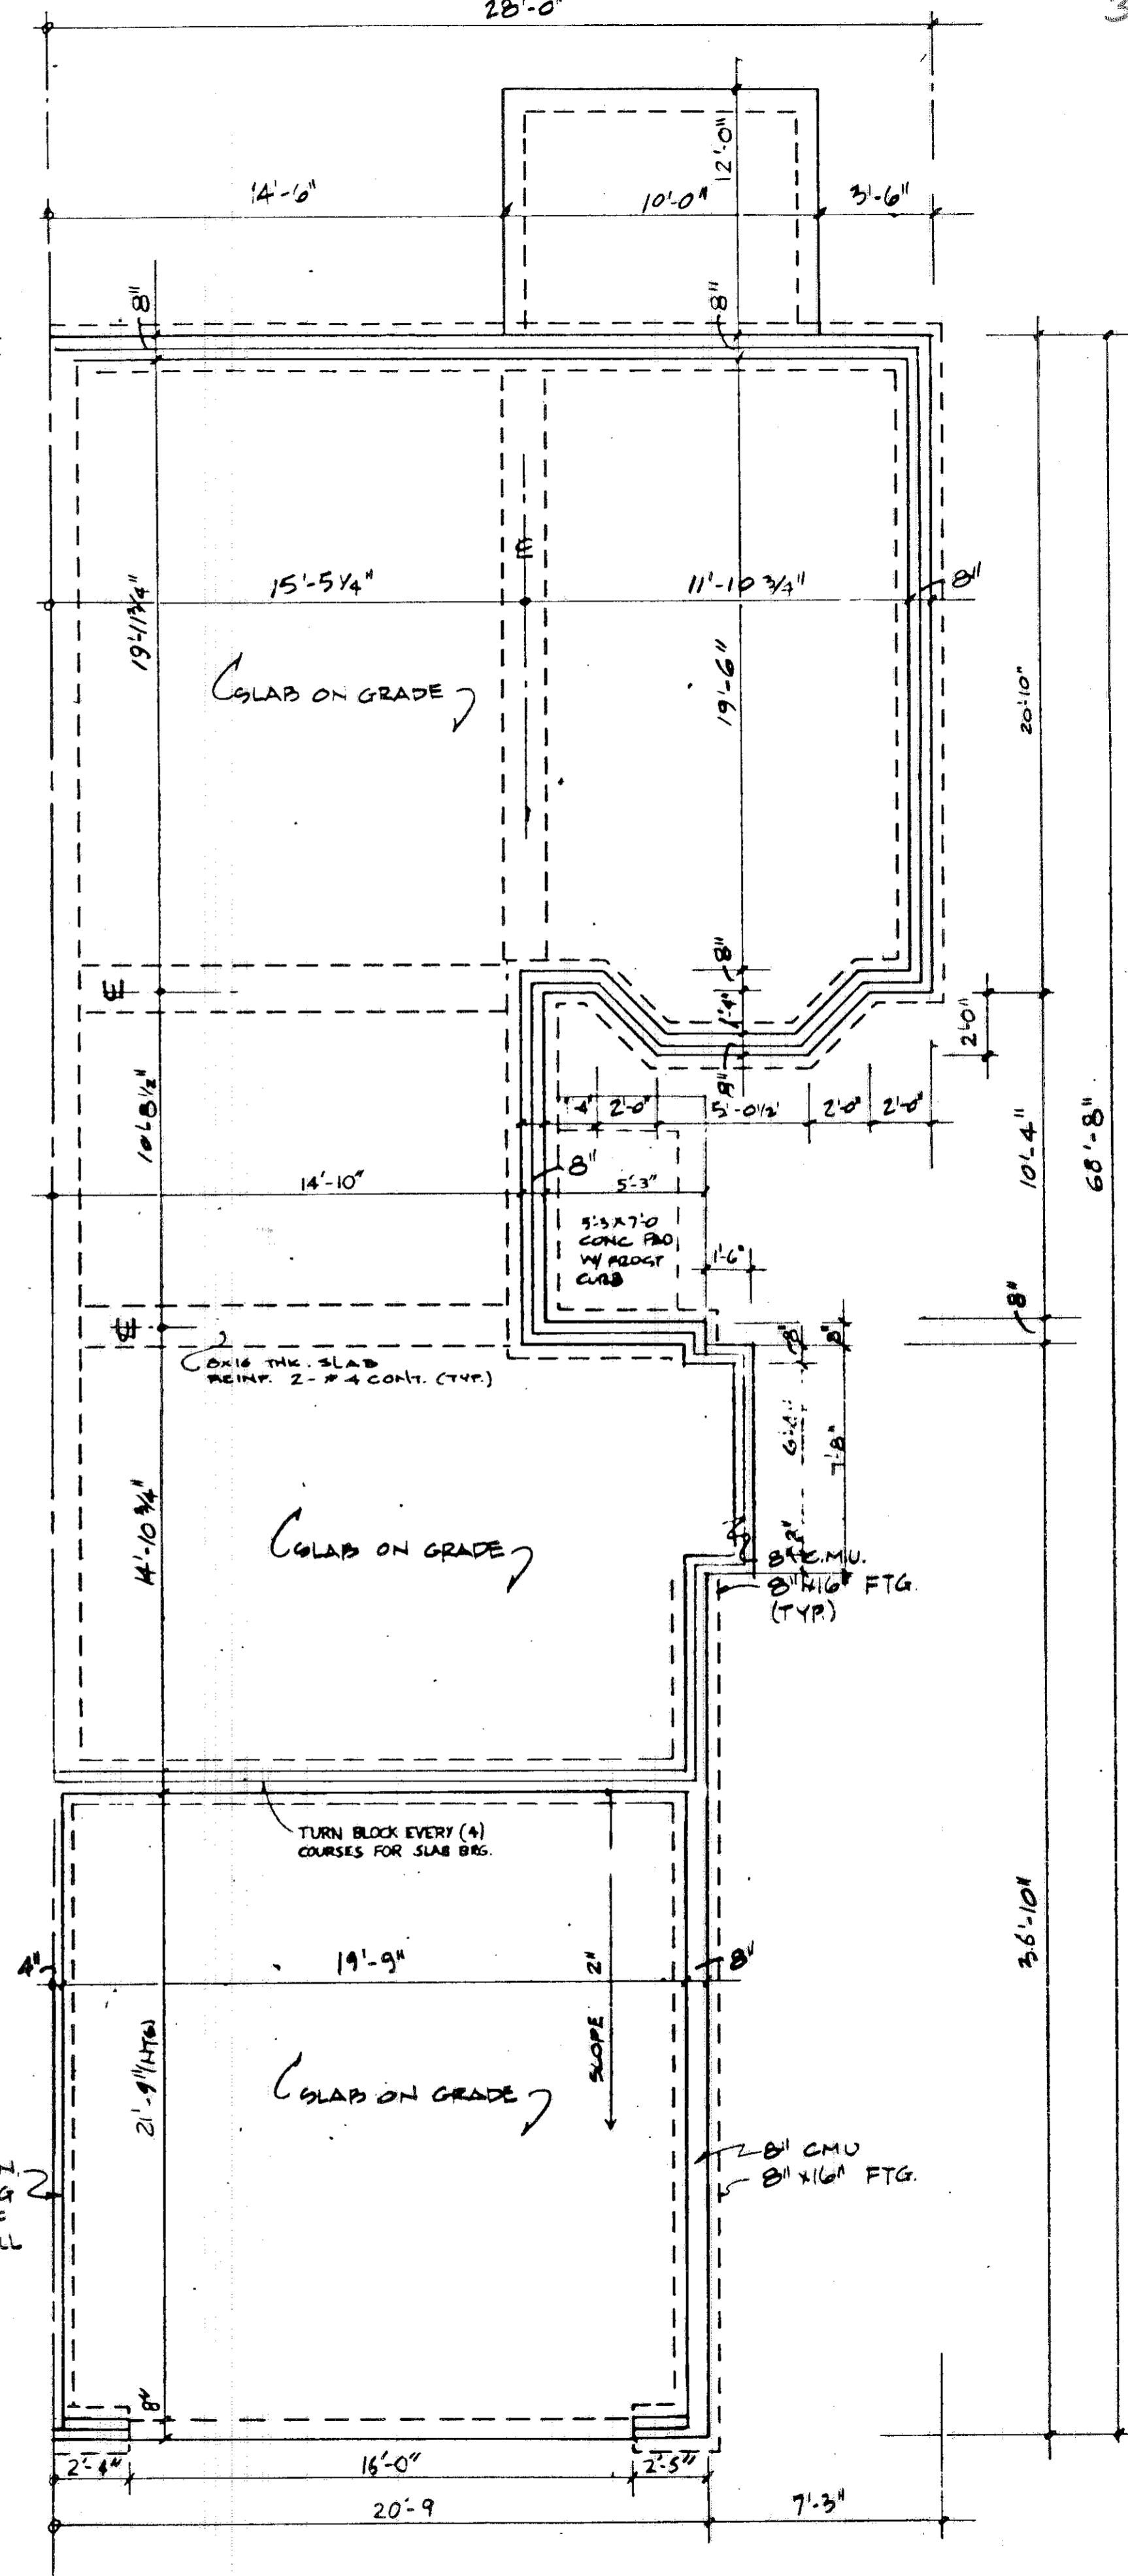 28'-0"
3
12'-0"
14'-6"
10'-0"
3'-6"
8"
8"
15'-5 1/4"
11'-10 3/4"
8"
19'-11 3/4"
19'-6"
20'-10"
SLAB ON GRADE
8"
1'-4"
8"
2'-0"
2'-0"
5'-0 1/2"
2'-0"
2'-0"
10'-8 1/2"
10'-4"
68'-8"
14'-10"
8"
5'-3"
5'-3 x 7'-0
CONC PAD
W/ FROST
CURB
1'-6"
8"
8"
8"
8x16 THK. SLAB
REINF. 2- #4 CONT. (TYP.)
7'-8"
14'-10 3/4"
SLAB ON GRADE
8" C.M.U.
8"x16" FTG.
(TYP.)
TURN BLOCK EVERY (4)
COURSES FOR SLAB BRG.
36'-10"
4"
19'-9"
2"
8"
SLOPE
21'-9"
SLAB ON GRADE
8" CMU
8"x16" FTG.
8"
2'-4"
16'-0"
2'-5"
20'-9
7'-3"